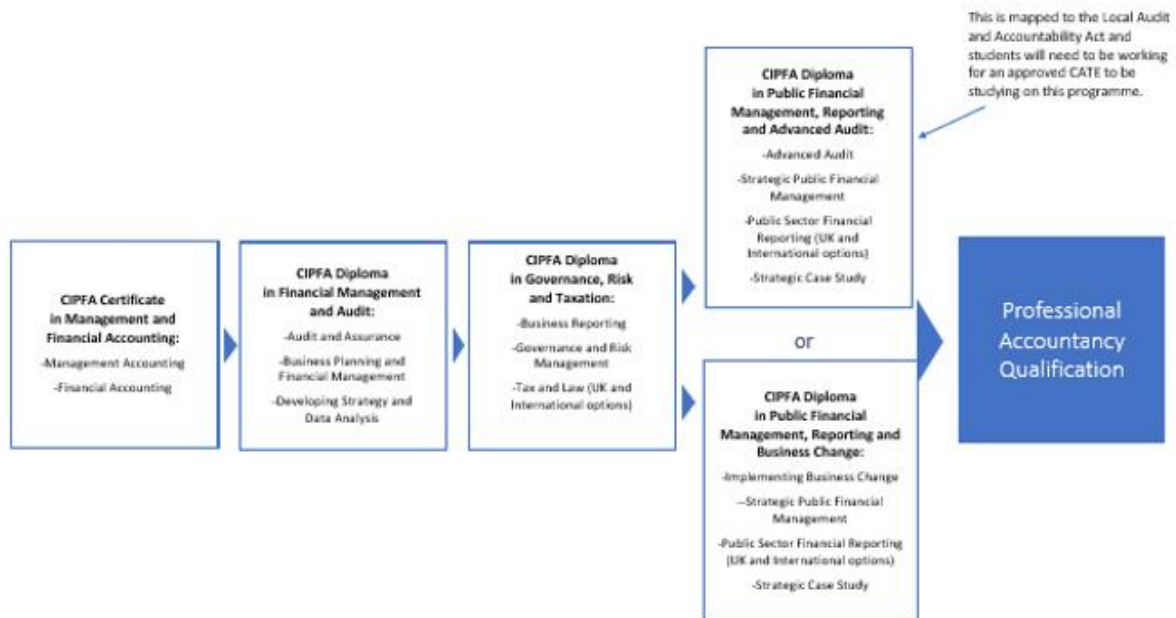 This is mapped to the Local Audit
and Accountability Act and
students will need to be working
for an approved CATE to be
studying on this programme.
CIPFA Certificate
in Management and
Financial Accounting:
-Management Accounting
-Financial Accounting
CIPFA Diploma
in Financial Management
and Audit:
-Audit and Assurance
-Business Planning and
Financial Management
-Developing Strategy and
Data Analysis
CIPFA Diploma
in Governance, Risk
and Taxation:
-Business Reporting
-Governance and Risk
Management
-Tax and Law (UK and
International options)
CIPFA Diploma
in Public Financial
Management, Reporting
and Advanced Audit:
-Advanced Audit
-Strategic Public Financial
Management
-Public Sector Financial
Reporting (UK and
International options)
-Strategic Case Study
or
CIPFA Diploma
in Public Financial
Management, Reporting and
Business Change:
-Implementing Business Change
--Strategic Public Financial
Management
-Public Sector Financial Reporting
(UK and International options)
-Strategic Case Study
Professional
Accountancy
Qualification